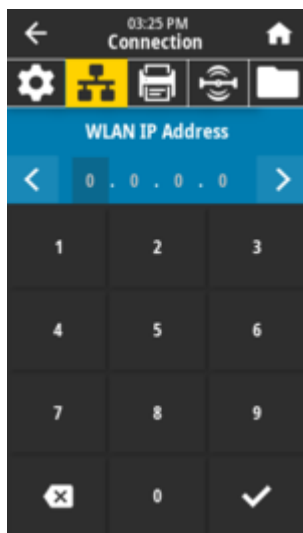 03:25 PM
Connection
WLAN IP Address
0 . 0 . 0 . 0
1 2 3
4 5 6
7 8 9
0